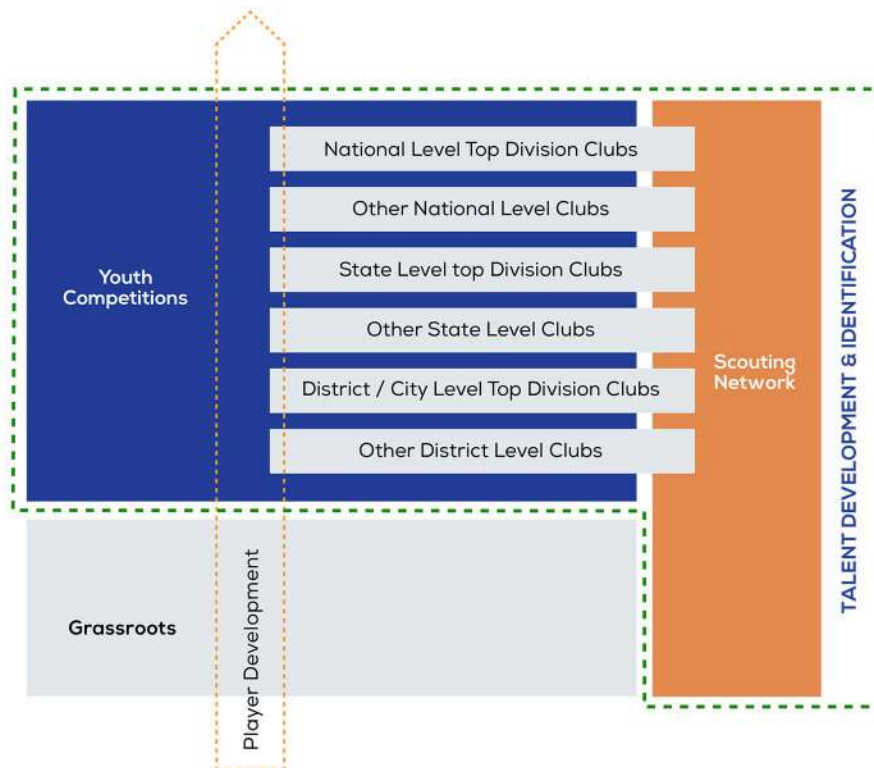 National Level Top Division Clubs
Other National Level Clubs
State Level top Division Clubs
Other State Level Clubs
District / City Level Top Division Clubs
Other District Level Clubs
Youth
Competitions
Scouting
Network
TALENT DEVELOPMENT & IDENTIFICATION
Grassroots
Player Development